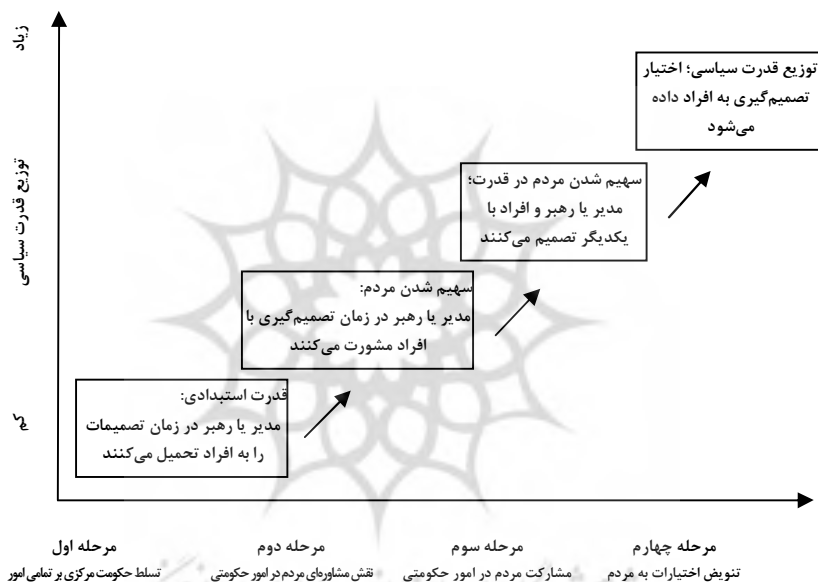 زیاد
توزیع قدرت سیاسی
کم
توزیع قدرت سیاسی؛ اختیار
تصمیم‌گیری به افراد داده
می‌شود
سهیم شدن مردم در قدرت؛
مدیر یا رهبر و افراد با
یکدیگر تصمیم می‌کنند
سهیم شدن مردم:
مدیر یا رهبر در زمان تصمیم‌گیری با
افراد مشورت می‌کنند
قدرت استبدادی:
مدیر یا رهبر در زمان تصمیمات
را به افراد تحمیل می‌کنند
مرحله اول
تسلط حکومت مرکزی بر تمامی امور
مرحله دوم
نقش مشاوره‌ای مردم در امور حکومتی
مرحله سوم
مشارکت مردم در امور حکومتی
مرحله چهارم
تنویض اختیارات به مردم